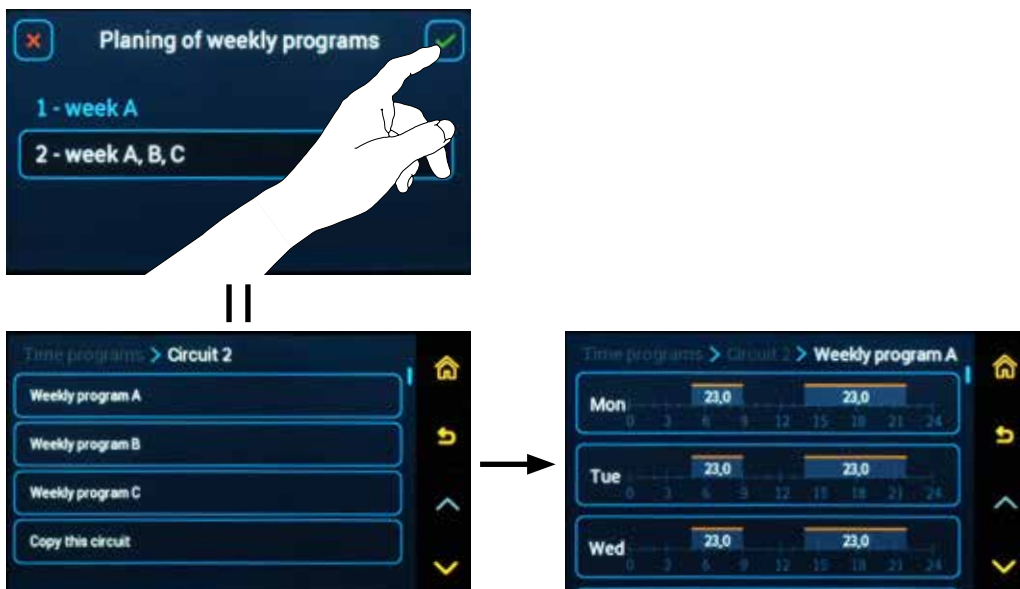 Planing of weekly programs
1 - week A
2 - week A, B, C
Time programs > Circuit 2
Weekly program A
Weekly program B
Weekly program C
Copy this circuit
Time programs > Circuit 2 > Weekly program A
Mon 23,0 23,0
0 3 6 9 12 15 18 21 24
Tue 23,0 23,0
0 3 6 9 12 15 18 21 24
Wed 23,0 23,0
0 3 6 9 12 15 18 21 24